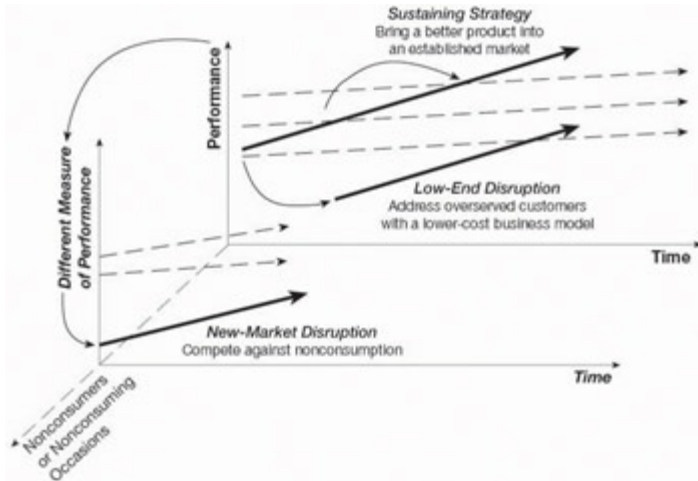 Sustaining Strategy
Bring a better product into
an established market
Performance
Different Measure
of Performance
Low-End Disruption
Address overserved customers
with a lower-cost business model
Time
New-Market Disruption
Compete against nonconsumption
Time
Nonconsumers
or Nonconsuming
Occasions